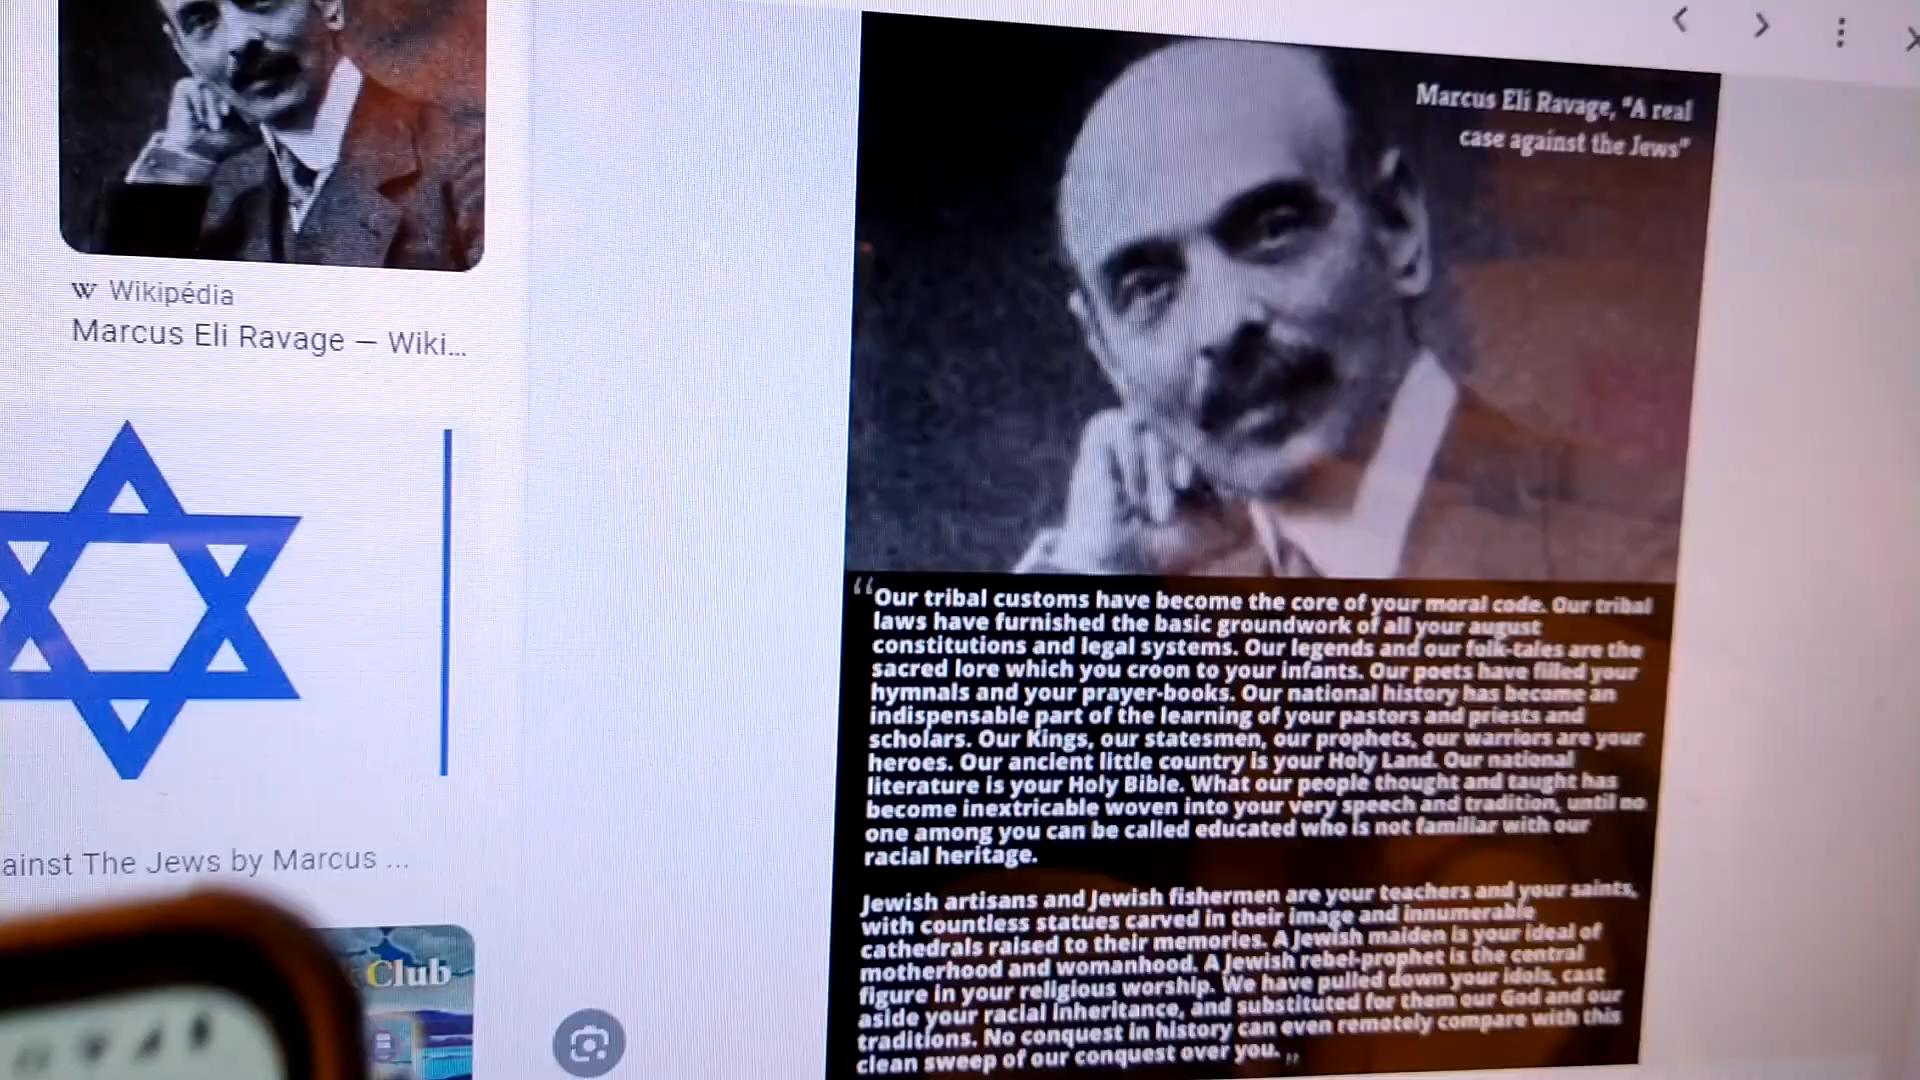 Wikipédia
Marcus Eli Ravage — Wiki...
ainst The Jews by Marcus ...
Club
Marcus Eli Ravage, "A real
case against the Jews"
“Our tribal customs have become the core of your moral code. Our tribal
laws have furnished the basic groundwork of all your august
constitutions and legal systems. Our legends and our folk-tales are the
sacred lore which you croon to your infants. Our poets have filled your
hymnals and your prayer-books. Our national history has become an
indispensable part of the learning of your pastors and priests and
scholars. Our Kings, our statesmen, our prophets, our warriors are your
heroes. Our ancient little country is your Holy Land. Our national
literature is your Holy Bible. What our people thought and taught has
become inextricable woven into your very speech and tradition, until no
one among you can be called educated who is not familiar with our
racial heritage.
Jewish artisans and Jewish fishermen are your teachers and your saints,
with countless statues carved in their image and innumerable
cathedrals raised to their memories. A Jewish maiden is your ideal of
motherhood and womanhood. A Jewish rebel-prophet is the central
figure in your religious worship. We have pulled down your idols, cast
aside your racial inheritance, and substituted for them our God and our
traditions. No conquest in history can even remotely compare with this
clean sweep of our conquest over you. „